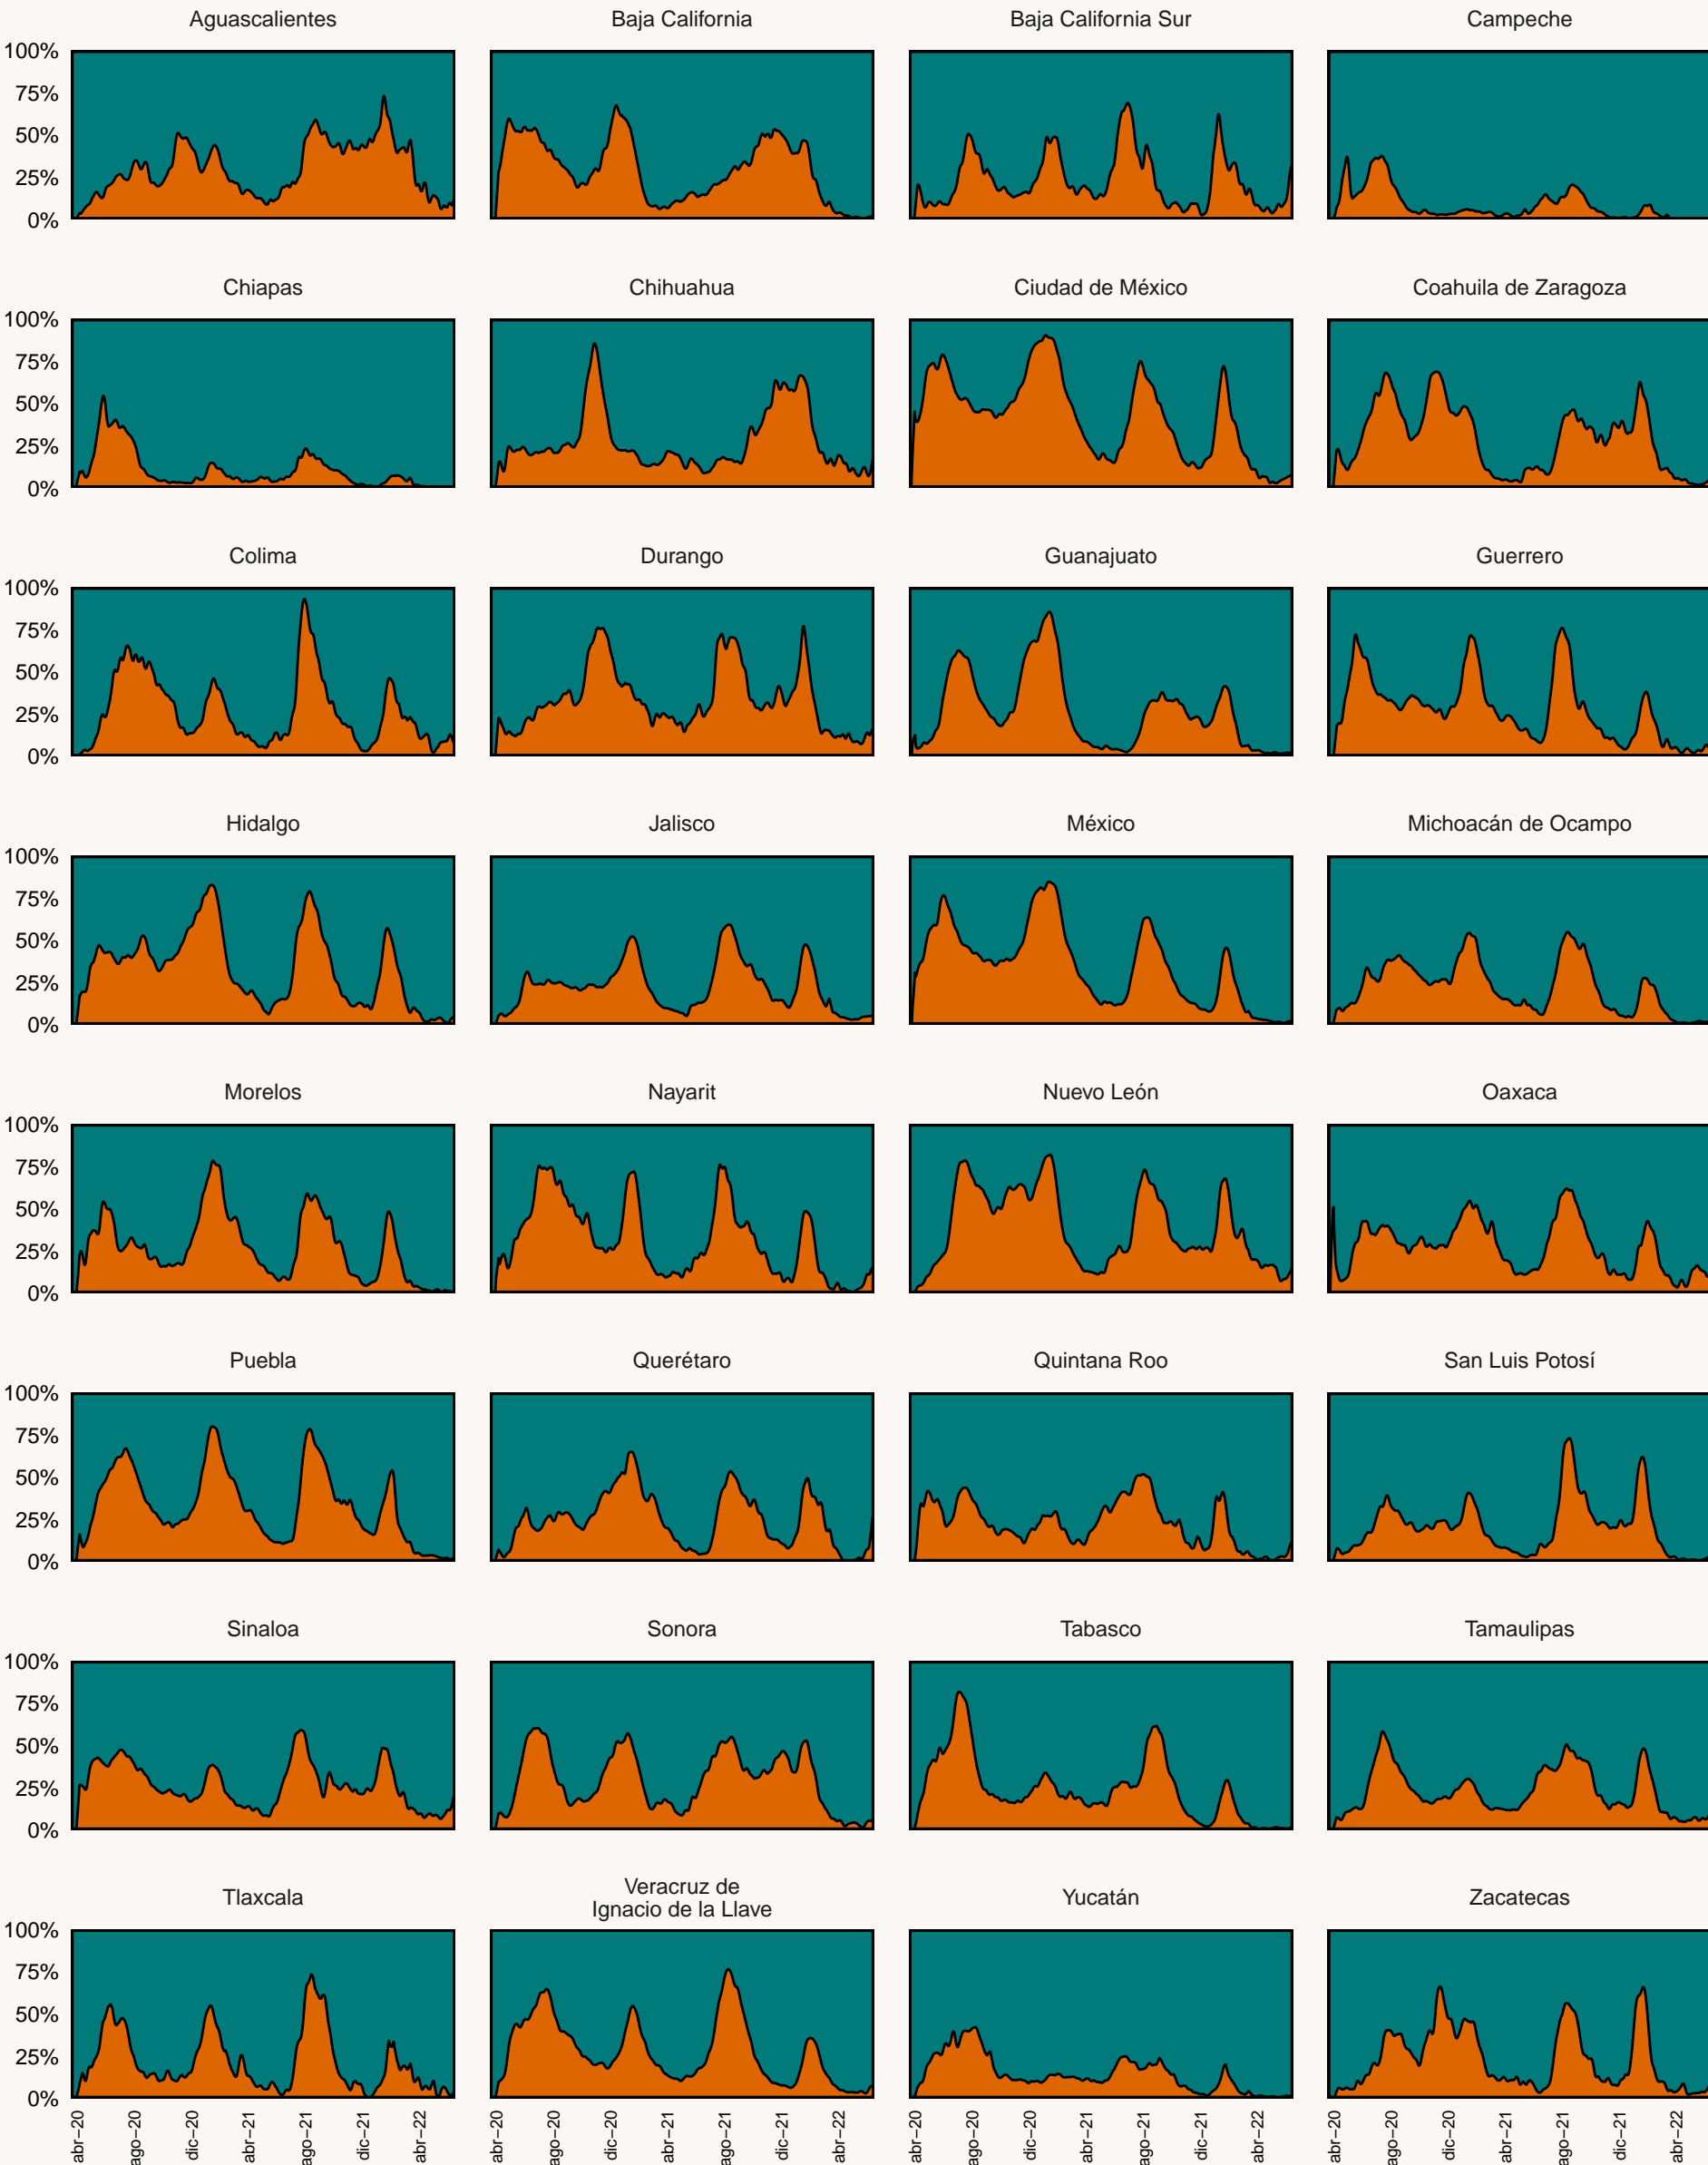 Aguascalientes
Baja California
Baja California Sur
Campeche
100%
75%
50%
25%
0%
Chiapas
Chihuahua
Ciudad de México
Coahuila de Zaragoza
100%
75%
50%
25%
0%
Colima
Durango
Guanajuato
Guerrero
100%
75%
50%
25%
0%
Hidalgo
Jalisco
México
Michoacán de Ocampo
100%
75%
50%
25%
0%
Morelos
Nayarit
Nuevo León
Oaxaca
100%
75%
50%
25%
0%
Puebla
Querétaro
Quintana Roo
San Luis Potosí
100%
75%
50%
25%
0%
Sinaloa
Sonora
Tabasco
Tamaulipas
100%
75%
50%
25%
0%
Tlaxcala
Veracruz de
Ignacio de la Llave
Yucatán
Zacatecas
100%
75%
50%
25%
0%
abr−20
ago−20
dic−20
abr−21
ago−21
dic−21
abr−22
abr−20
ago−20
dic−20
abr−21
ago−21
dic−21
abr−22
abr−20
ago−20
dic−20
abr−21
ago−21
dic−21
abr−22
abr−20
ago−20
dic−20
abr−21
ago−21
dic−21
abr−22